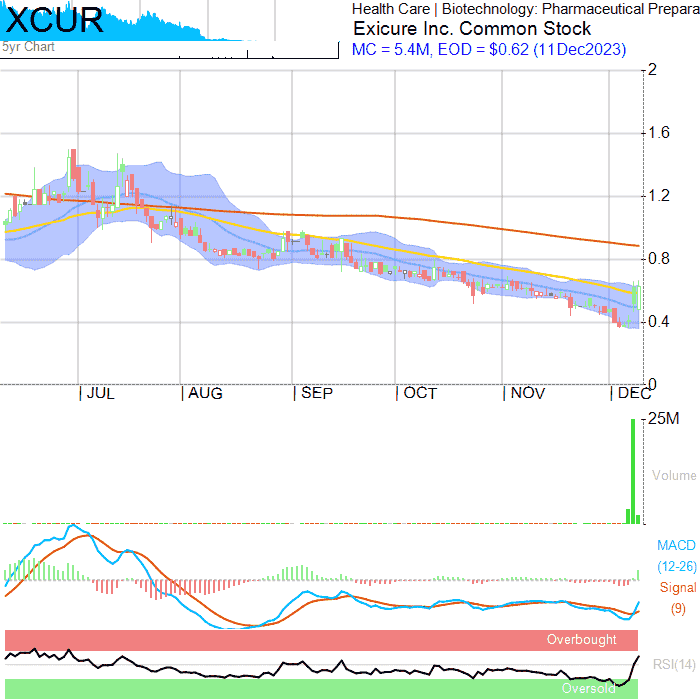 XCUR
5yr Chart
Health Care | Biotechnology: Pharmaceutical Prepara
Exicure Inc. Common Stock
MC = 5.4M, EOD = $0.62 (11Dec2023)
2
1.6
1.2
0.8
0.4
0
JUL AUG SEP OCT NOV DEC
25M
Volume
MACD
(12-26)
Signal
(9)
Overbought
RSI(14)
Oversold